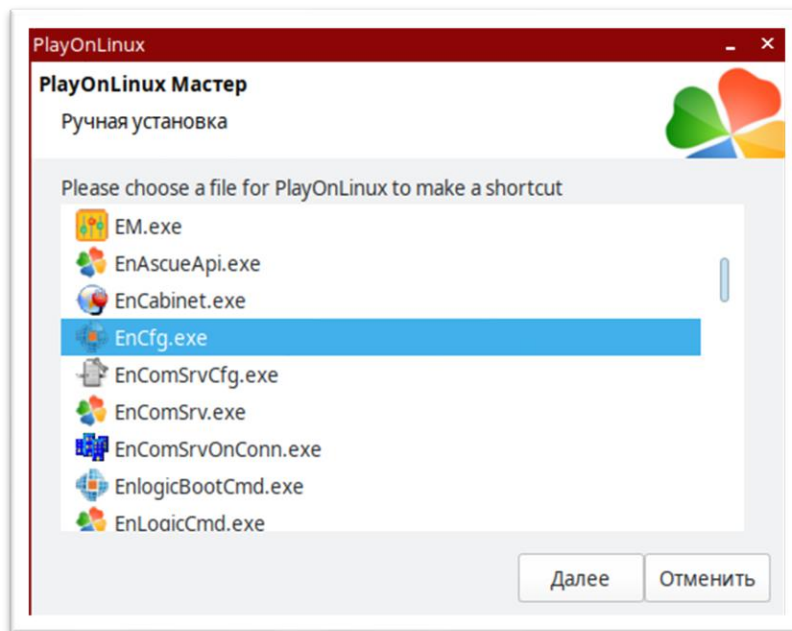 PlayOnLinux
PlayOnLinux Мастер
Ручная установка
Please choose a file for PlayOnLinux to make a shortcut
EM.exe
EnAscueApi.exe
EnCabinet.exe
EnCfg.exe
EnComSrvCfg.exe
EnComSrv.exe
EnComSrvOnConn.exe
EnlogicBootCmd.exe
EnLogicCmd.exe
Далее
Отменить